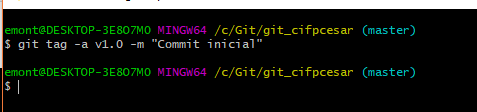 emont@DESKTOP-3E8O7MO MINGW64 /c/Git/git_cifpcesar (master)
$ git tag -a v1.0 -m "Commit inicial"
emont@DESKTOP-3E8O7MO MINGW64 /c/Git/git_cifpcesar (master)
$